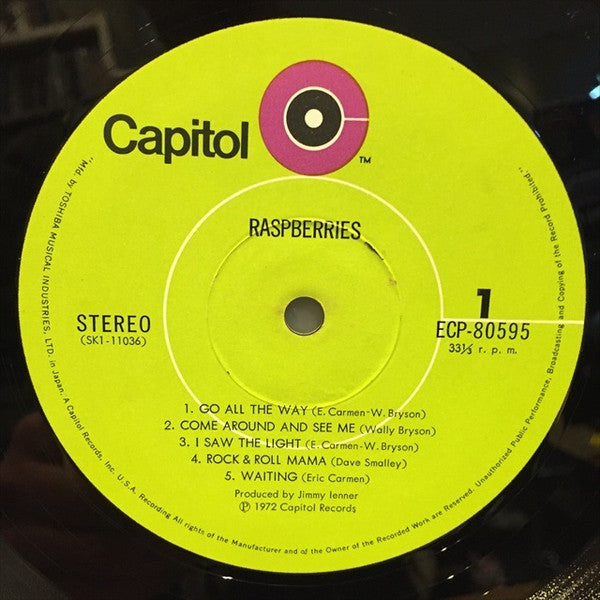 Capitol
TM
RASPBERRIES
STEREO
(SK1-11036)
1
ECP-80595
33⅓ r. p. m.
1. GO ALL THE WAY (E. Carmen-W. Bryson)
2. COME AROUND AND SEE ME (Wally Bryson)
3. I SAW THE LIGHT (E. Carmen-W. Bryson)
4. ROCK & ROLL MAMA (Dave Smalley)
5. WAITING (Eric Carmen)
Produced by Jimmy Ienner
℗ 1972 Capitol Records
"Mfd. by TOSHIBA MUSICAL INDUSTRIES, LTD. in Japan, A Capitol Records, Inc. U.S.A. Recording All rights of the Manufacturer and of the Owner of the Recorded Work are Reserved. Unauthorized Public Performance, Broadcasting and Copying of the Record Prohibited."